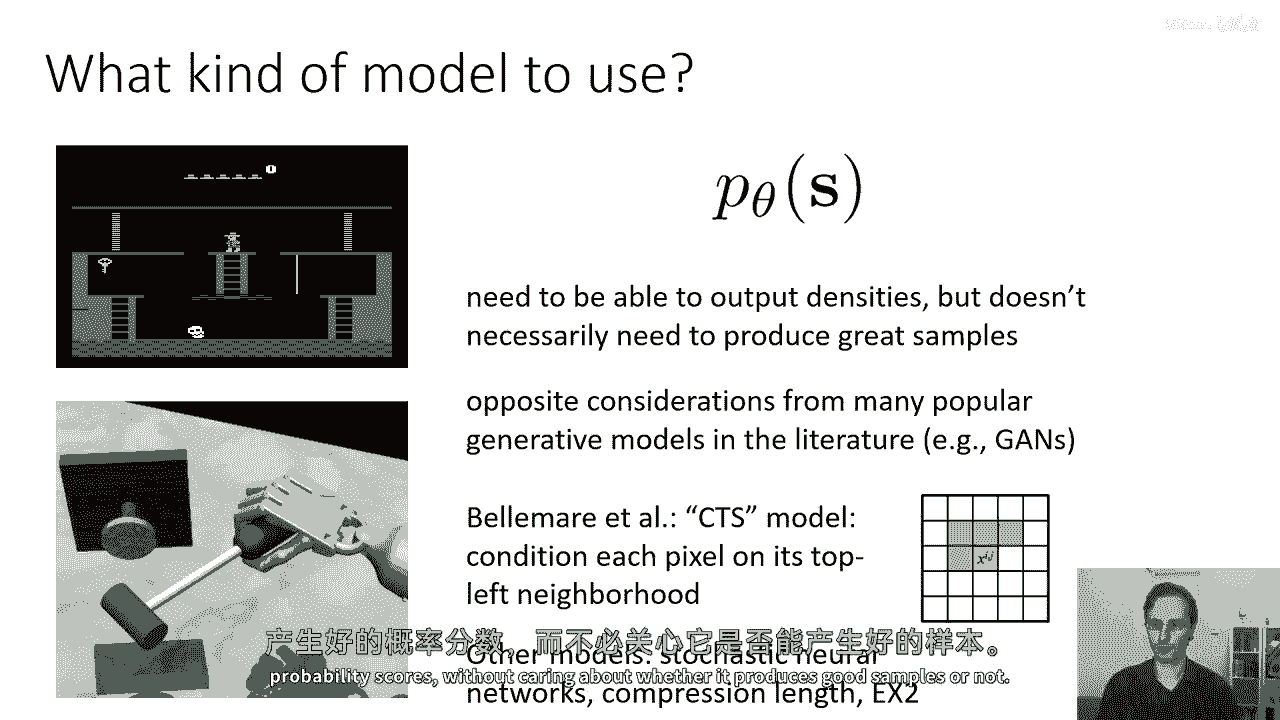 What kind of model to use?
pθ(s)
need to be able to output densities, but doesn’t
necessarily need to produce great samples
opposite considerations from many popular
generative models in the literature (e.g., GANs)
Bellemare et al.: “CTS” model:
condition each pixel on its top-
left neighborhood
x^{i,j}
产生好的概率分数，而不必关心它是否能产生好的样本。
Other models: stochastic neural
probability scores, without caring about whether it produces good samples or not.
networks, compression length, EX2